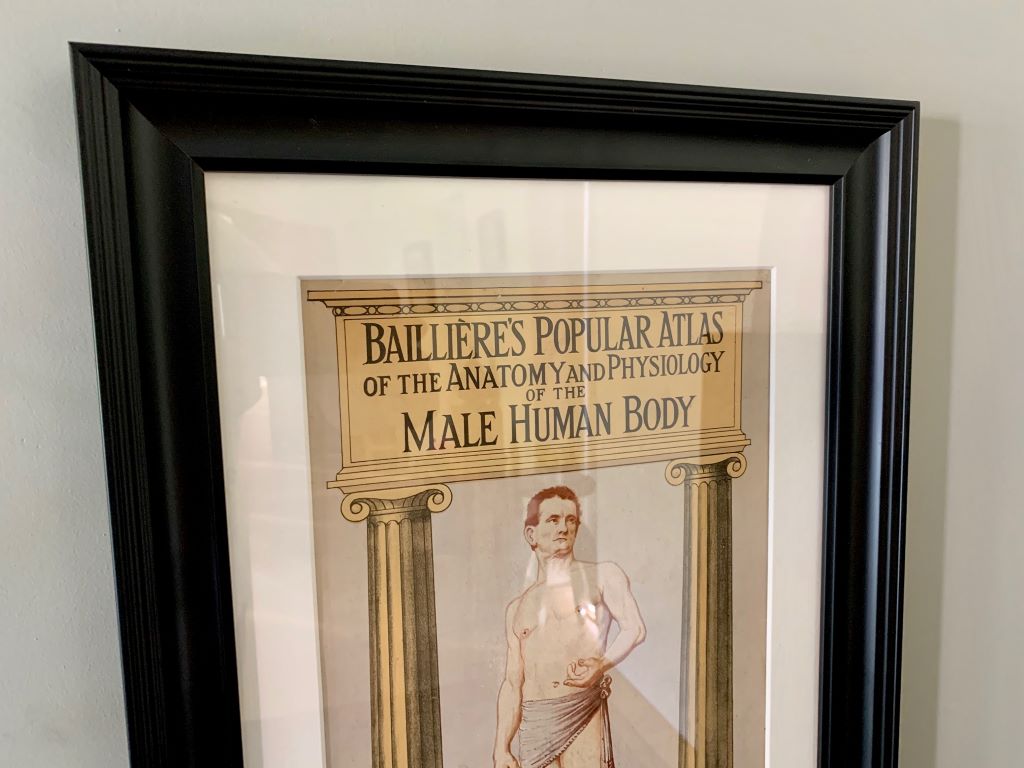 BAILLIÈRE'S POPULAR ATLAS
OF THE ANATOMY AND PHYSIOLOGY
OF THE
MALE HUMAN BODY